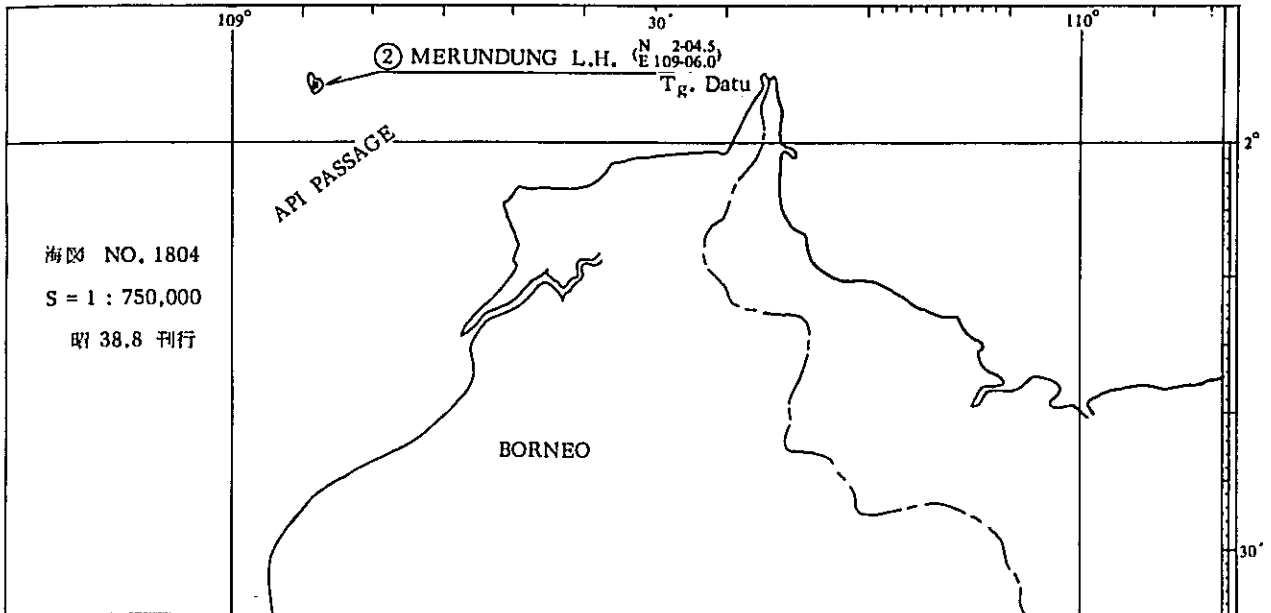 109°
30′
110°
② MERUNDUNG L.H. (N 2-04.5
E 109-06.0)
Tg. Datu
2°
API PASSAGE
海図 NO. 1804
S = 1 : 750,000
昭 38.8 刊行
BORNEO
30′